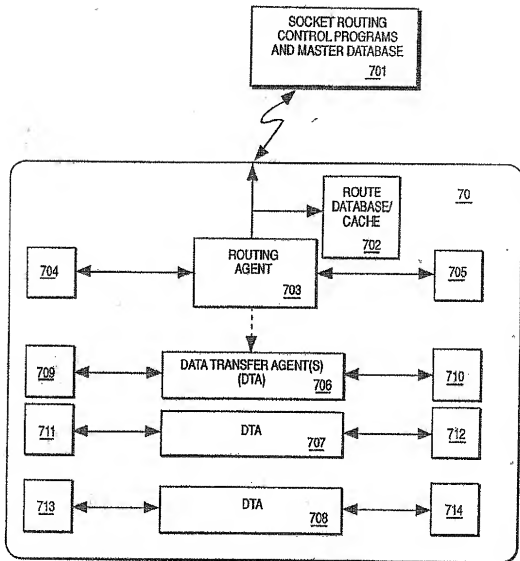 SOCKET ROUTING
CONTROL PROGRAMS
AND MASTER DATABASE
701
ROUTE
DATABASE/
CACHE
702
70
704
ROUTING
AGENT
703
705
709
DATA TRANSFER AGENT(S)
(DTA)
706
710
711
DTA
707
712
713
DTA
708
714